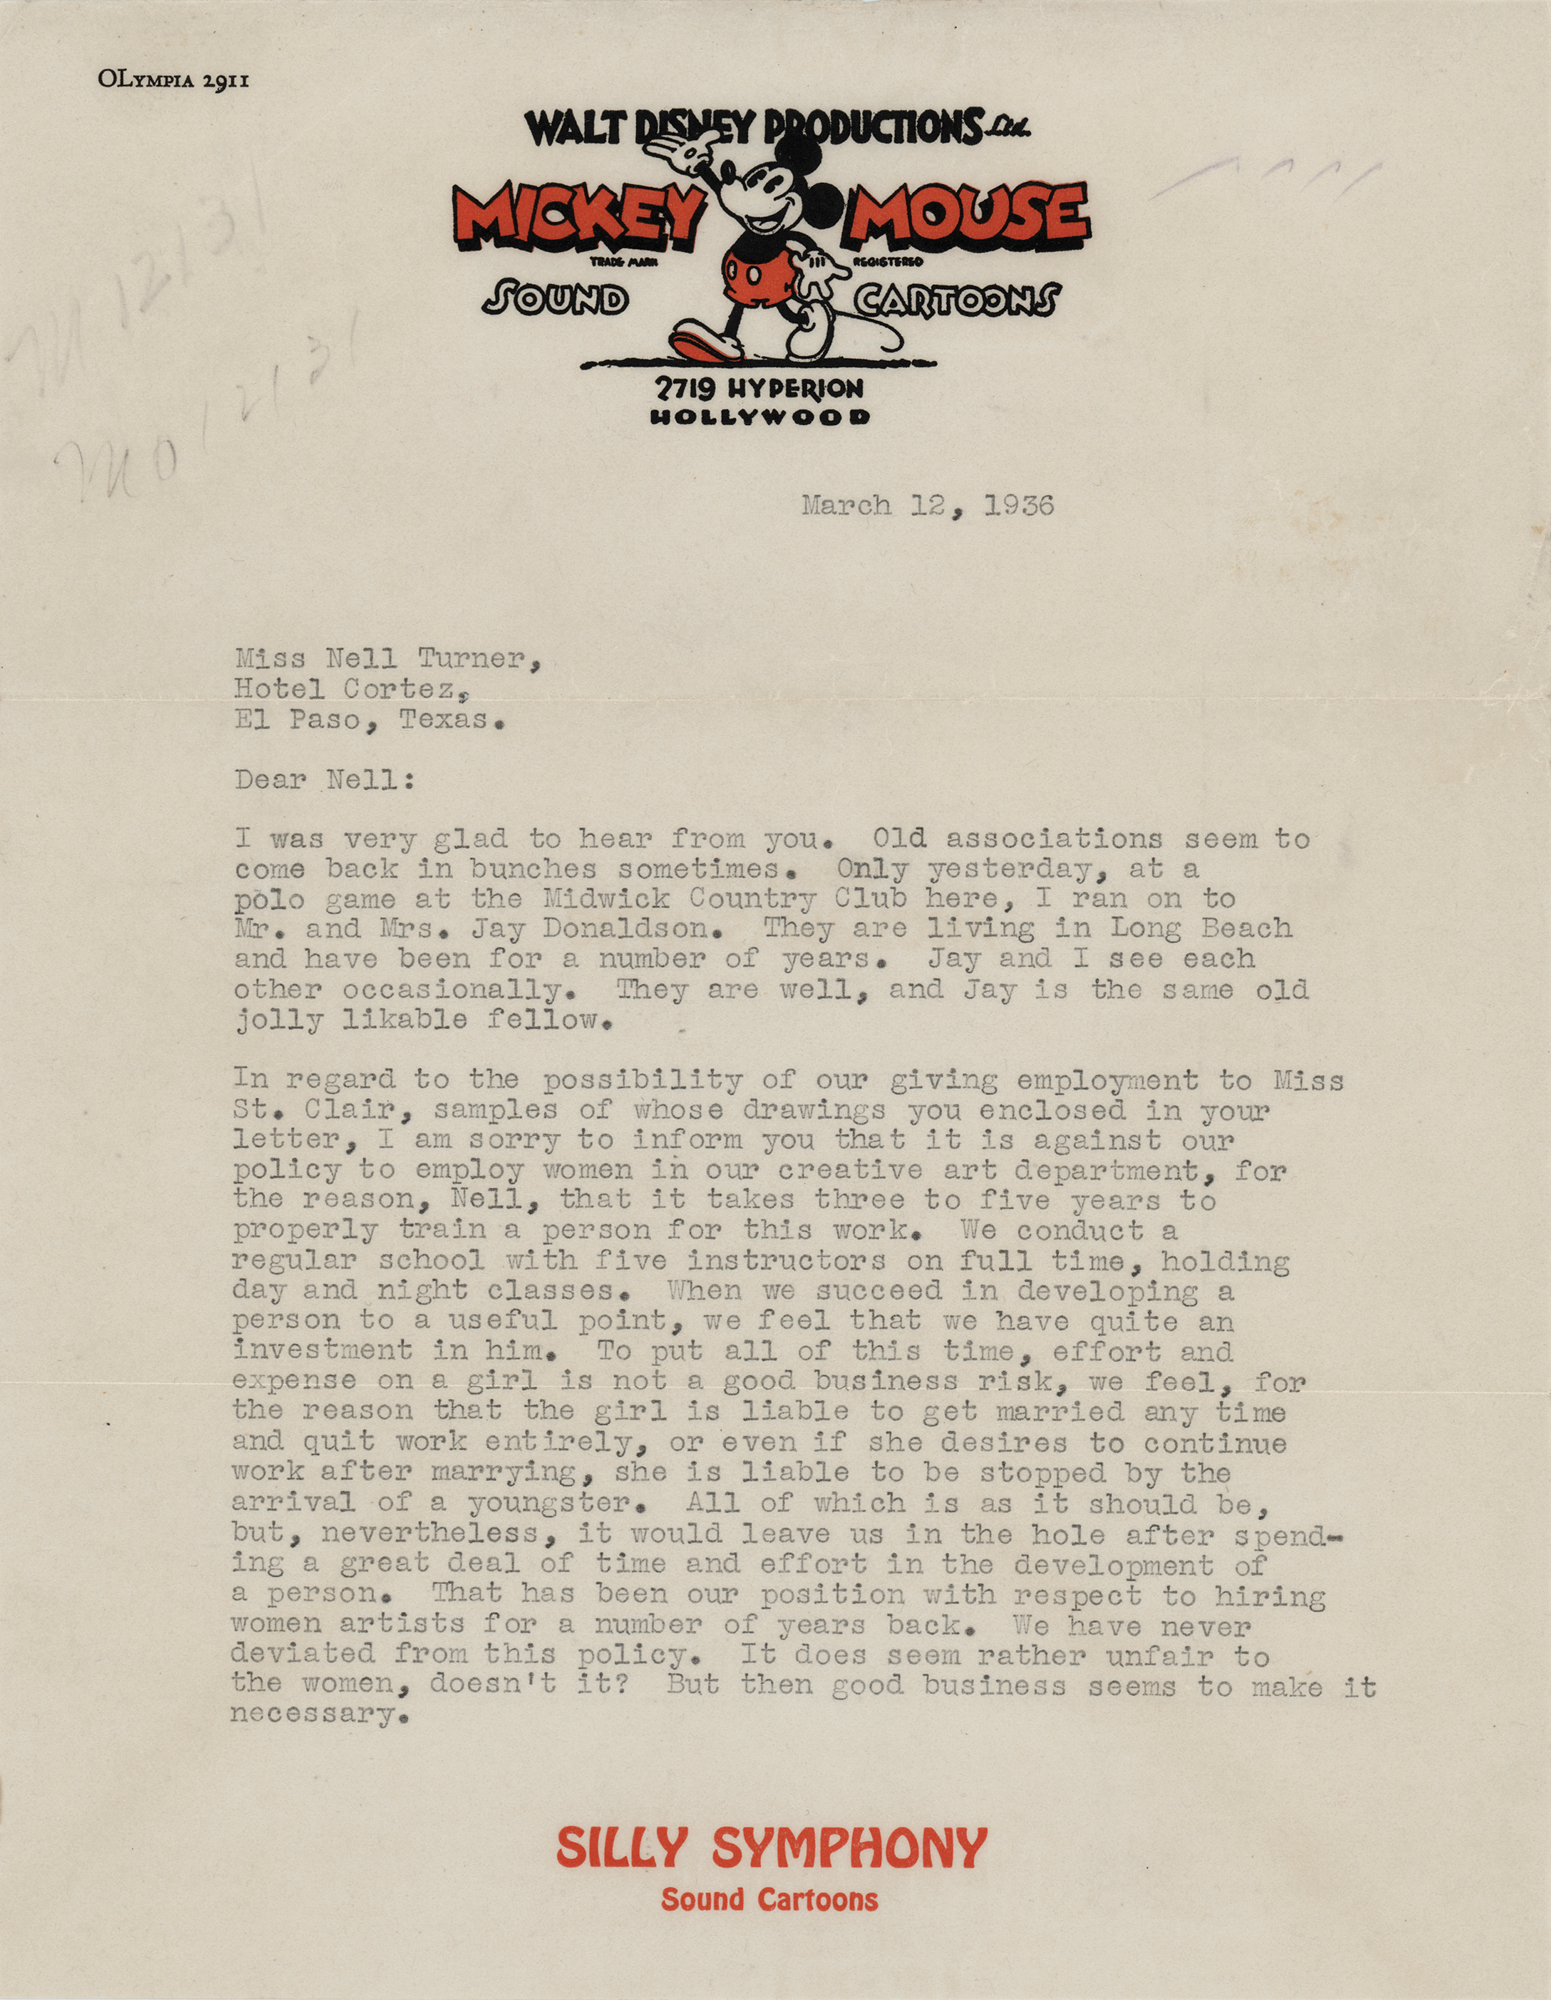 OLYMPIA 2911
WALT DISNEY PRODUCTIONS Ltd.
MICKEY MOUSE
TRADE MARK REGISTERED
SOUND CARTOONS
2719 HYPERION
HOLLYWOOD
M 12131
MO 12131
March 12, 1936
Miss Nell Turner,
Hotel Cortez,
El Paso, Texas.
Dear Nell:
I was very glad to hear from you. Old associations seem to
come back in bunches sometimes. Only yesterday, at a
polo game at the Midwick Country Club here, I ran on to
Mr. and Mrs. Jay Donaldson. They are living in Long Beach
and have been for a number of years. Jay and I see each
other occasionally. They are well, and Jay is the same old
jolly likable fellow.
In regard to the possibility of our giving employment to Miss
St. Clair, samples of whose drawings you enclosed in your
letter, I am sorry to inform you that it is against our
policy to employ women in our creative art department, for
the reason, Nell, that it takes three to five years to
properly train a person for this work. We conduct a
regular school with five instructors on full time, holding
day and night classes. When we succeed in developing a
person to a useful point, we feel that we have quite an
investment in him. To put all of this time, effort and
expense on a girl is not a good business risk, we feel, for
the reason that the girl is liable to get married any time
and quit work entirely, or even if she desires to continue
work after marrying, she is liable to be stopped by the
arrival of a youngster. All of which is as it should be,
but, nevertheless, it would leave us in the hole after spend-
ing a great deal of time and effort in the development of
a person. That has been our position with respect to hiring
women artists for a number of years back. We have never
deviated from this policy. It does seem rather unfair to
the women, doesn't it? But then good business seems to make it
necessary.
SILLY SYMPHONY
Sound Cartoons